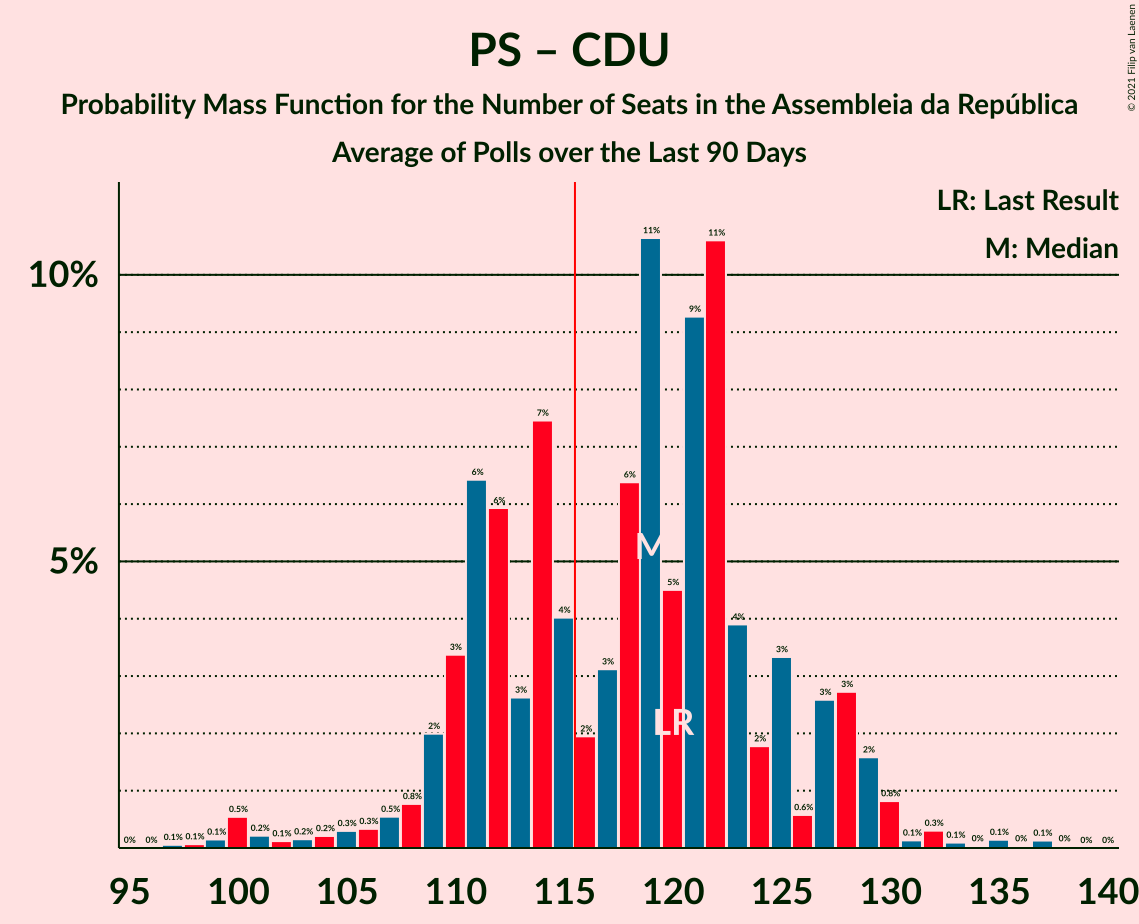 PS – CDU
Probability Mass Function for the Number of Seats in the Assembleia da República
Average of Polls over the Last 90 Days
© 2021 Filip van Laenen
LR: Last Result
M: Median
10%
5%
0% 0% 0.1% 0.1% 0.1% 0.5% 0.2% 0.1% 0.2% 0.2% 0.3% 0.3% 0.5% 0.8% 2% 3% 6% 6% 3% 7% 4% 2% 3% 6% 11% 5% 9% 11% 4% 2% 3% 0.6% 3% 3% 2% 0.8% 0.1% 0.3% 0.1% 0% 0.1% 0% 0.1% 0% 0% 0%
M
LR
95 100 105 110 115 120 125 130 135 140